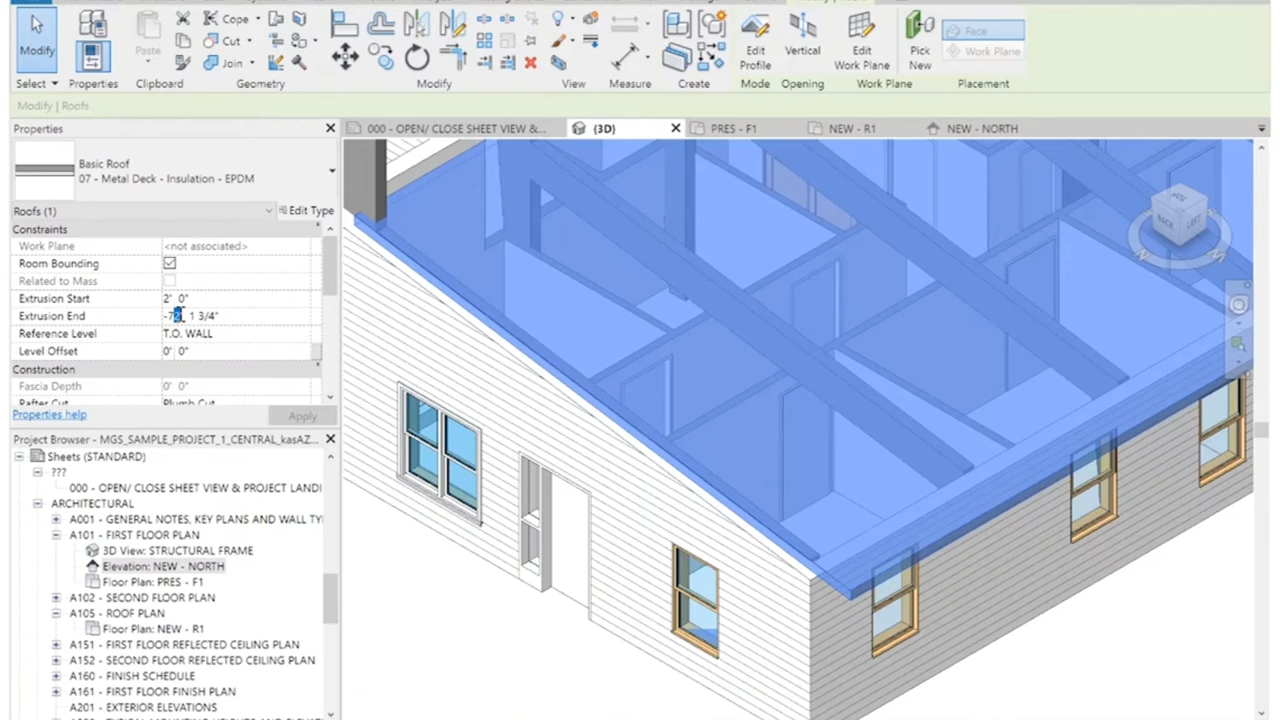 Modify
Select
Properties
Paste
Clipboard
Cope
Cut
Join
Geometry
Modify
View
Measure
Create
Edit
Profile
Mode
Vertical
Opening
Edit
Work Plane
Work Plane
Pick
New
Face
Work Plane
Placement
Modify | Roofs
Properties
Basic Roof
07 - Metal Deck - Insulation - EPDM
Roofs (1)
Edit Type
Constraints
Work Plane <not associated>
Room Bounding
Related to Mass
Extrusion Start 2' 0"
Extrusion End -72 1 3/4"
Reference Level T.O. WALL
Level Offset 0' 0"
Construction
Fascia Depth 0' 0"
Rafter Cut Plumb Cut
Properties help
Apply
Project Browser - MGS_SAMPLE_PROJECT_1_CENTRAL_kasAZ...
Sheets (STANDARD)
???
000 - OPEN/ CLOSE SHEET VIEW & PROJECT LANDI
ARCHITECTURAL
A001 - GENERAL NOTES, KEY PLANS AND WALL TY
A101 - FIRST FLOOR PLAN
3D View: STRUCTURAL FRAME
Elevation: NEW - NORTH
Floor Plan: PRES - F1
A102 - SECOND FLOOR PLAN
A105 - ROOF PLAN
Floor Plan: NEW - R1
A151 - FIRST FLOOR REFLECTED CEILING PLAN
A152 - SECOND FLOOR REFLECTED CEILING PLAN
A160 - FINISH SCHEDULE
A161 - FIRST FLOOR FINISH PLAN
A201 - EXTERIOR ELEVATIONS
000 - OPEN/ CLOSE SHEET VIEW &...
{3D}
PRES - F1
NEW - R1
NEW - NORTH
TOP
BACK
LEFT